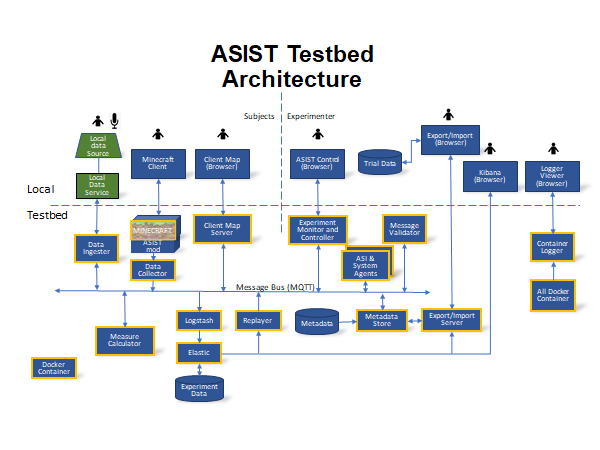 ASIST Testbed
Architecture
Subjects
Experimenter
Local
data
Source
Minecraft
Client
Client Map
(Browser)
ASIST Control
(Browser)
Trial Data
Export/Import
(Browser)
Kibana
(Browser)
Logger
Viewer
(Browser)
Local
Data
Service
Local
Testbed
Data
Ingester
MINECRAFT
ASIST
mod
Data
Collector
Client Map
Server
Experiment
Monitor and
Controller
Message
Validator
ASI &
System
Agents
Container
Logger
All Docker
Container
Message Bus (MQTT)
Measure
Calculator
Logstash
Replayer
Metadata
Metadata
Store
Export/Import
Server
Elastic
Docker
Container
Experiment
Data